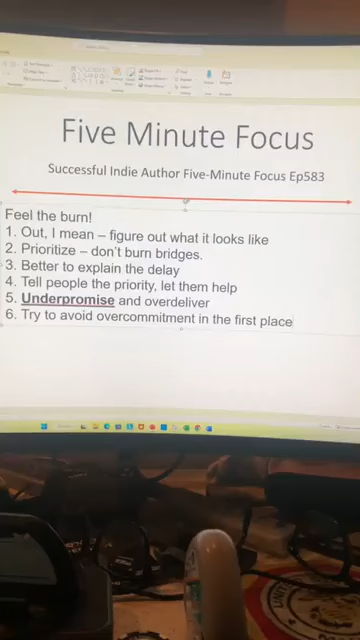 Five Minute Focus
Successful Indie Author Five-Minute Focus Ep583
Feel the burn!
1. Out, I mean – figure out what it looks like
2. Prioritize – don't burn bridges.
3. Better to explain the delay
4. Tell people the priority, let them help
5. Underpromise and overdeliver
6. Try to avoid overcommitment in the first place